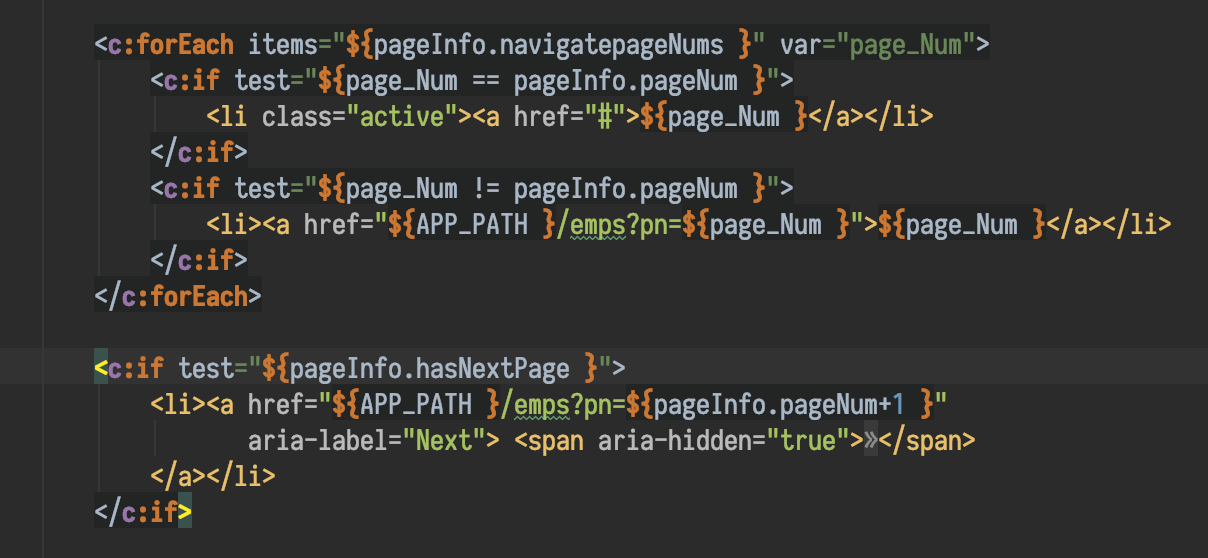 <c:forEach items="${pageInfo.navigatepageNums }" var="page_Num">
    <c:if test="${page_Num == pageInfo.pageNum }">
        <li class="active"><a href="#">${page_Num }</a></li>
    </c:if>
    <c:if test="${page_Num != pageInfo.pageNum }">
        <li><a href="${APP_PATH }/emps?pn=${page_Num }">${page_Num }</a></li>
    </c:if>
</c:forEach>

<c:if test="${pageInfo.hasNextPage }">
    <li><a href="${APP_PATH }/emps?pn=${pageInfo.pageNum+1 }"
           aria-label="Next"> <span aria-hidden="true">»</span>
    </a></li>
</c:if>